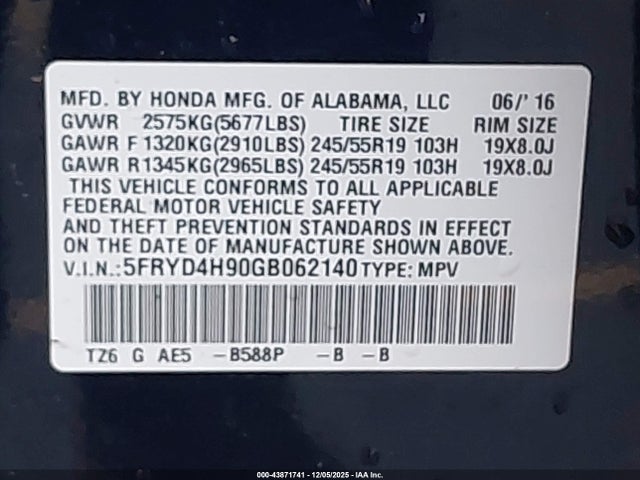 MFD. BY HONDA MFG. OF ALABAMA, LLC 06/' 16
GVWR 2575KG(5677LBS) TIRE SIZE RIM SIZE
GAWR F 1320KG(2910LBS) 245/55R19 103H 19X8.0J
GAWR R1345KG(2965LBS) 245/55R19 103H 19X8.0J
THIS VEHICLE CONFORMS TO ALL APPLICABLE
FEDERAL MOTOR VEHICLE SAFETY
AND THEFT PREVENTION STANDARDS IN EFFECT
ON THE DATE OF MANUFACTURE SHOWN ABOVE.
V.I.N.:5FRYD4H90GB062140 TYPE: MPV
TZ6 G AE5 -B588P -B -B
000-43871741 - 12/05/2025 - IAA Inc.